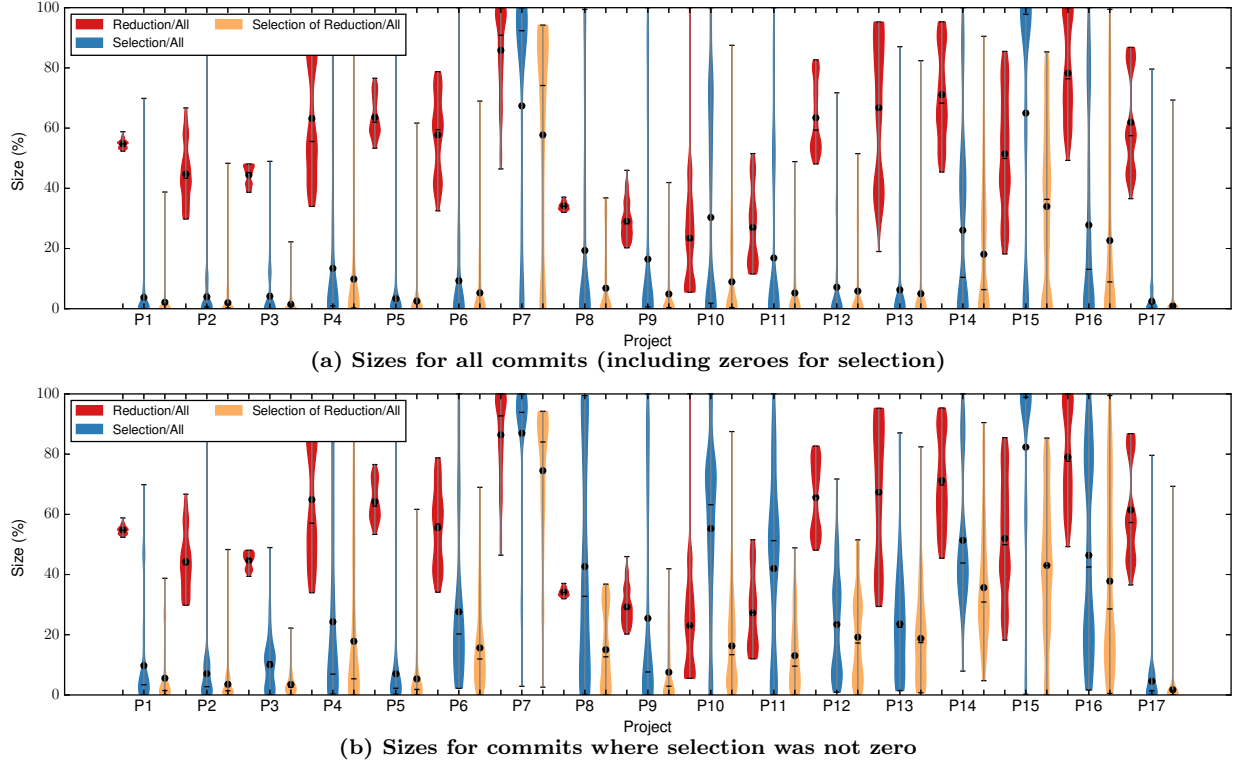 Reduction/All
Selection of Reduction/All
Selection/All
100
80
60
40
20
0
Size (%)
P1 P2 P3 P4 P5 P6 P7 P8 P9 P10 P11 P12 P13 P14 P15 P16 P17
Project
(a) Sizes for all commits (including zeroes for selection)
Reduction/All
Selection of Reduction/All
Selection/All
100
80
60
40
20
0
Size (%)
P1 P2 P3 P4 P5 P6 P7 P8 P9 P10 P11 P12 P13 P14 P15 P16 P17
Project
(b) Sizes for commits where selection was not zero